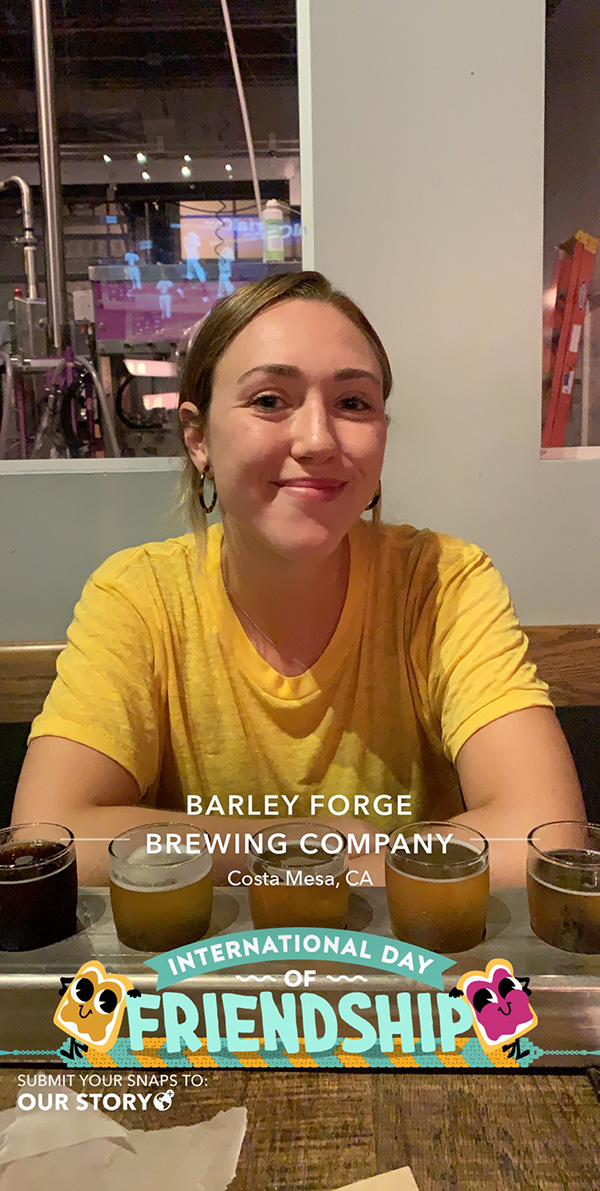 BARLEY FORGE
BREWING COMPANY
Costa Mesa, CA
INTERNATIONAL DAY
OF
FRIENDSHIP
SUBMIT YOUR SNAPS TO:
OUR STORY